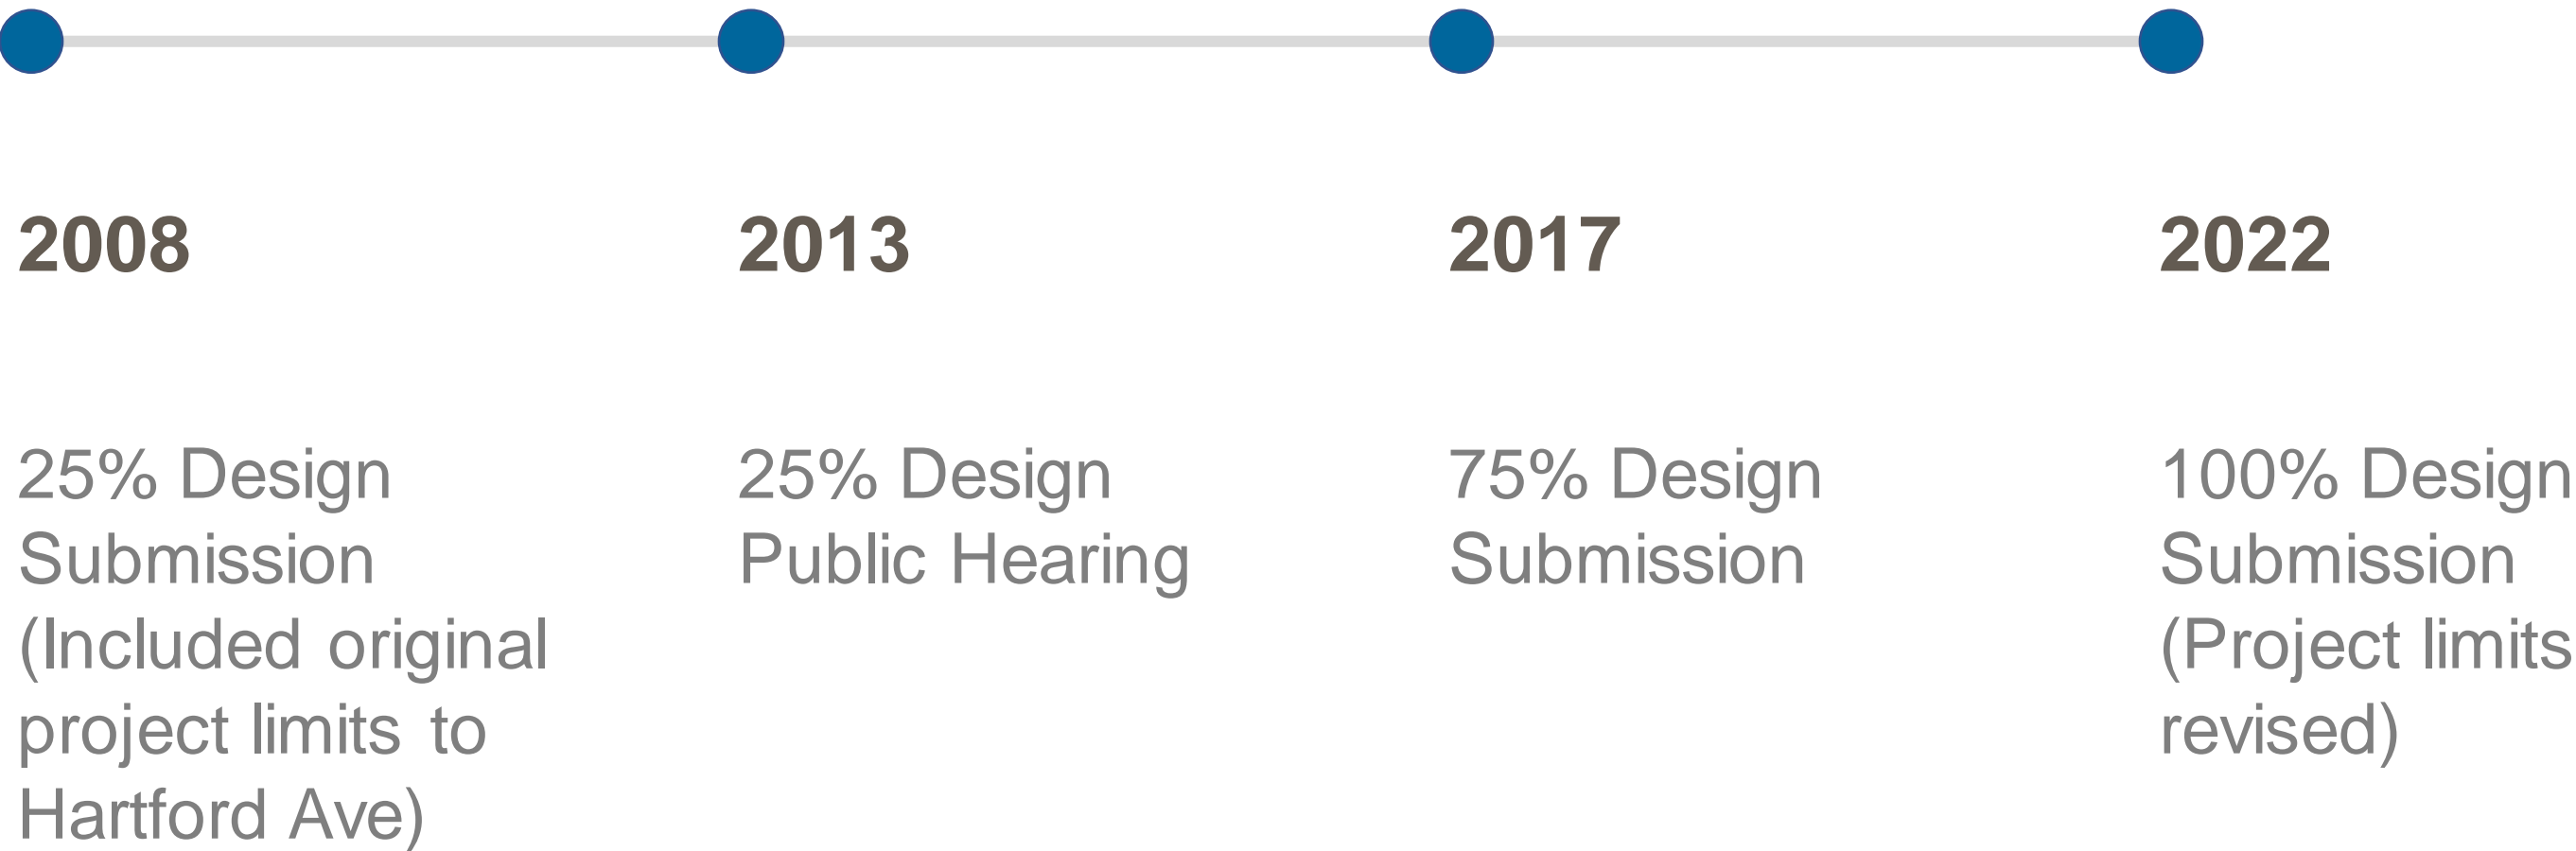 2008
25% Design
Submission
(Included original
project limits to
Hartford Ave)
2013
25% Design
Public Hearing
2017
75% Design
Submission
2022
100% Design
Submission
(Project limits
revised)